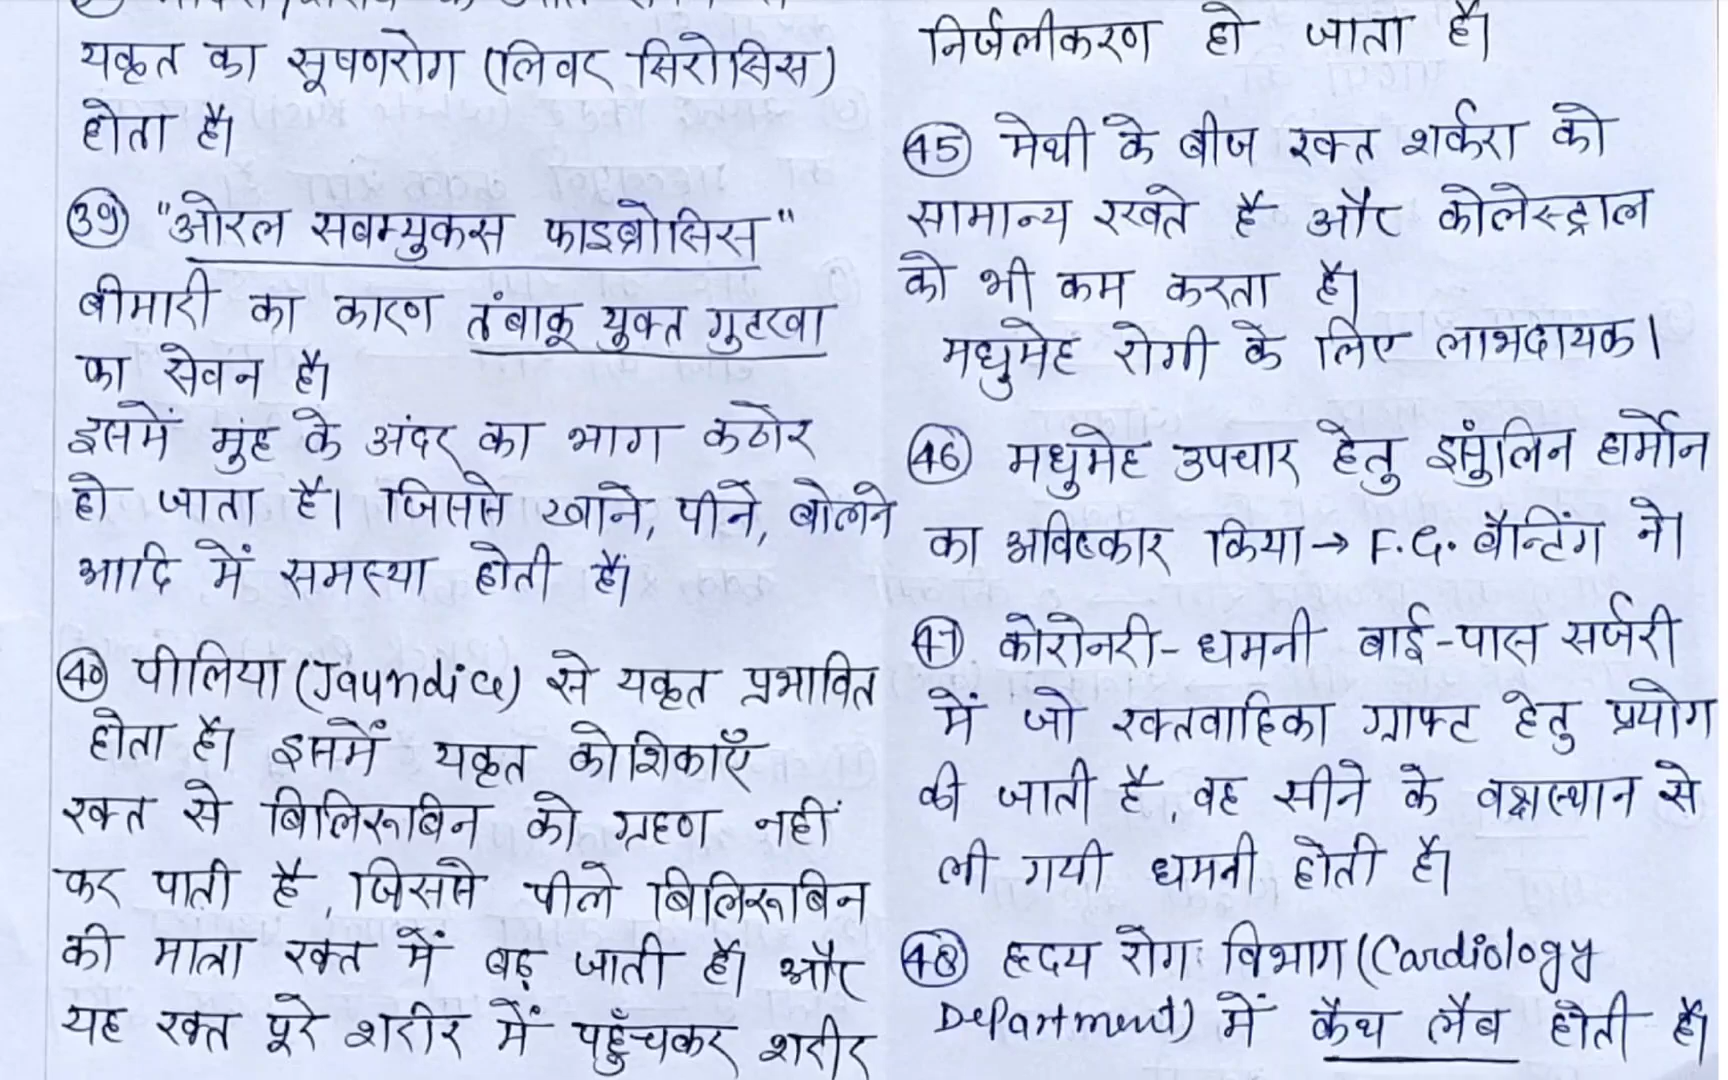 यकृत का सूषणरोग (लिवर सिरोसिस)
होता है।
39 "ओरल सबम्युकस फाइब्रोसिस"
बीमारी का कारण तंबाकू युक्त गुटखा
का सेवन है।
इसमें मुंह के अंदर का भाग कठोर
हो जाता है। जिससे खाने, पीने, बोलने
आदि में समस्या होती है।
40 पीलिया (Jaundice) से यकृत प्रभावित
होता है। इसमें यकृत कोशिकाएँ
रक्त से बिलिरूबिन को ग्रहण नहीं
कर पाती है, जिससे पीले बिलिरूबिन
की मात्रा रक्त में बढ़ जाती है। और
यह रक्त पूरे शरीर में पहुँचकर शरीर
निर्जलीकरण हो जाता है।
45 मेथी के बीज रक्त शर्करा को
सामान्य रखते है और कोलेस्ट्राल
को भी कम करता है।
मधुमेह रोगी के लिए लाभदायक।
46 मधुमेह उपचार हेतु इंसुलिन हार्मोन
का अविष्कार किया → F.G. बैन्टिंग ने।
47 कोरोनरी-धमनी बाई-पास सर्जरी
में जो रक्तवाहिका ग्राफ्ट हेतु प्रयोग
की जाती है, वह सीने के वक्षस्थान से
ली गयी धमनी होती है।
48 हृदय रोग विभाग (Cardiology
Department) में कैथ लैब होती है।